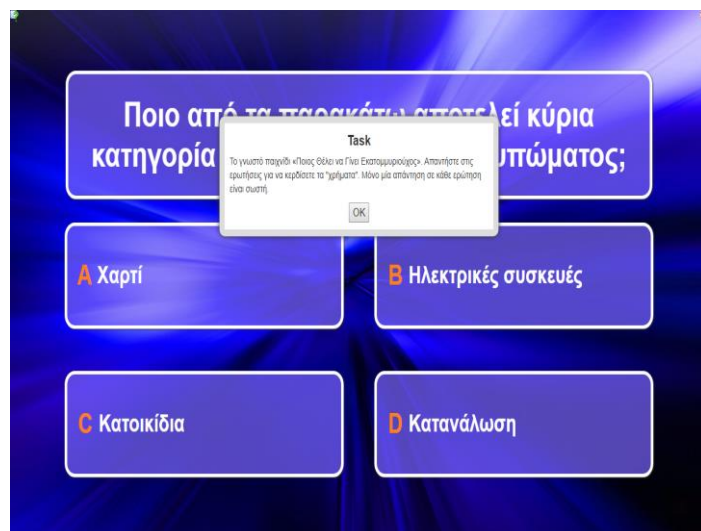 Ποιο από τα παρακάτω αποτελεί κύρια
κατηγορία υπώματος;
Task
Το γνωστό παιχνίδι «Ποιος Θέλει να Γίνει Εκατομμυριούχος». Απαντήστε στις
ερωτήσεις για να κερδίσετε τα "χρήματα". Μόνο μία απάντηση σε κάθε ερώτηση
είναι σωστή.
OK
A Χαρτί
B Ηλεκτρικές συσκευές
C Κατοικίδια
D Κατανάλωση